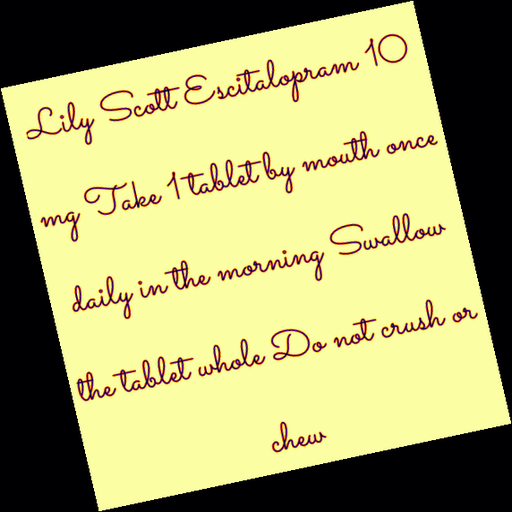 Lily Scott Escitalopram 10
mg Take 1 tablet by mouth once
daily in the morning Swallow
the tablet whole Do not crush or
chew